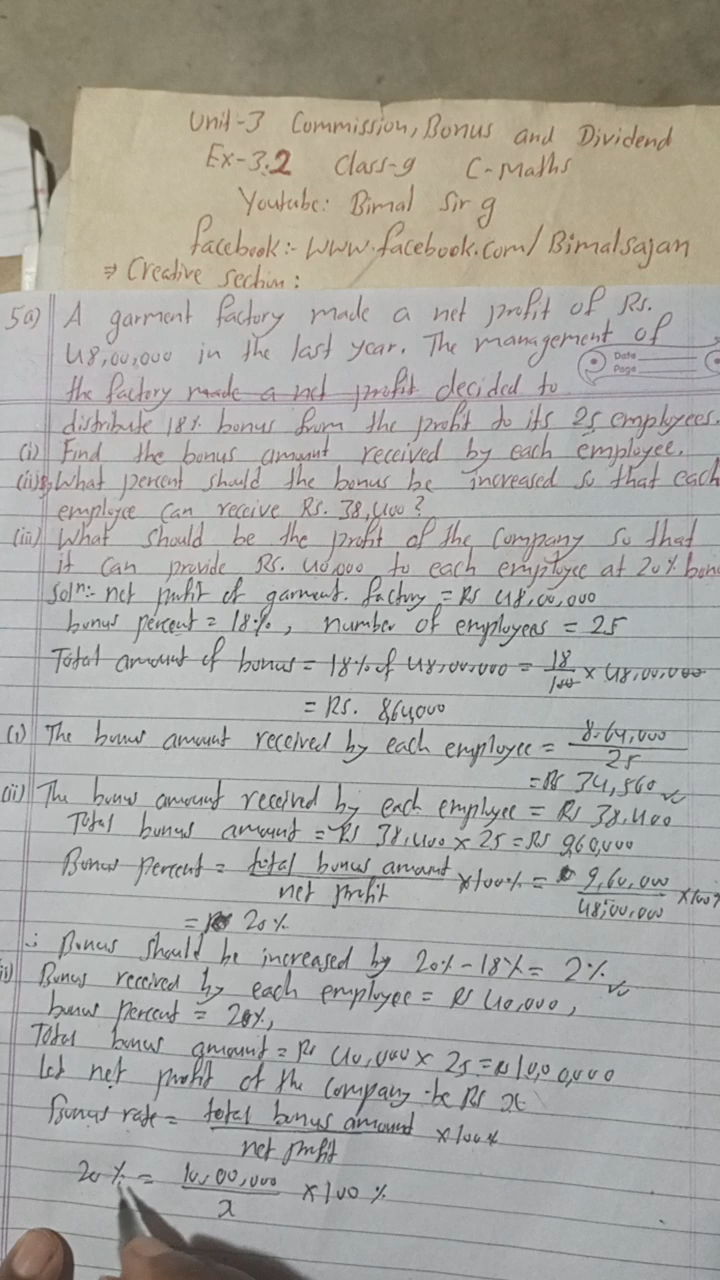 Unit-3 Commission, Bonus and Dividend
Ex-3.2 Class-9 C-Maths
Youtube: Bimal Sir g
facebook:- www.facebook.com/Bimalsajan
⇒ Creative section:
5a) A garment factory made a net profit of Rs.
48,00,000 in the last year. The management of
Date
Page
the factory made a net profit decided to
distribute 18% bonus from the profit to its 25 employees.
(i) Find the bonus amount received by each employee.
(ii) What percent should the bonus be increased so that each
employee can receive Rs. 38,400?
(iii) What should be the profit of the company so that
it can provide Rs. 40,000 to each employee at 20% bon
Soln:- net profit of garment factory = Rs 48,00,000
bonus percent = 18%, number of employees = 25
Total amount of bonus = 18% of 48,00,000 = 18/100 × 48,00,000
= Rs. 864,000
(i) The bonus amount received by each employee = 8,64,000/25
= Rs 34,560
(ii) The bonus amount received by each employee = Rs 38,400
Total bonus amount = Rs 38,400 × 25 = Rs 960,000
Bonus percent = total bonus amount/net profit ×100% = 9,60,000/48,00,000 ×100%
= 20%
∴ Bonus should be increased by 20% - 18% = 2%
Bonus received by each employee = Rs 40,000,
bonus percent = 20%,
Total bonus amount = Rs 40,000 × 25 = Rs 10,00,000
Let net profit of the company be Rs x
Bonus rate = total bonus amount/net profit ×100%
20% = 10,00,000/x ×100%